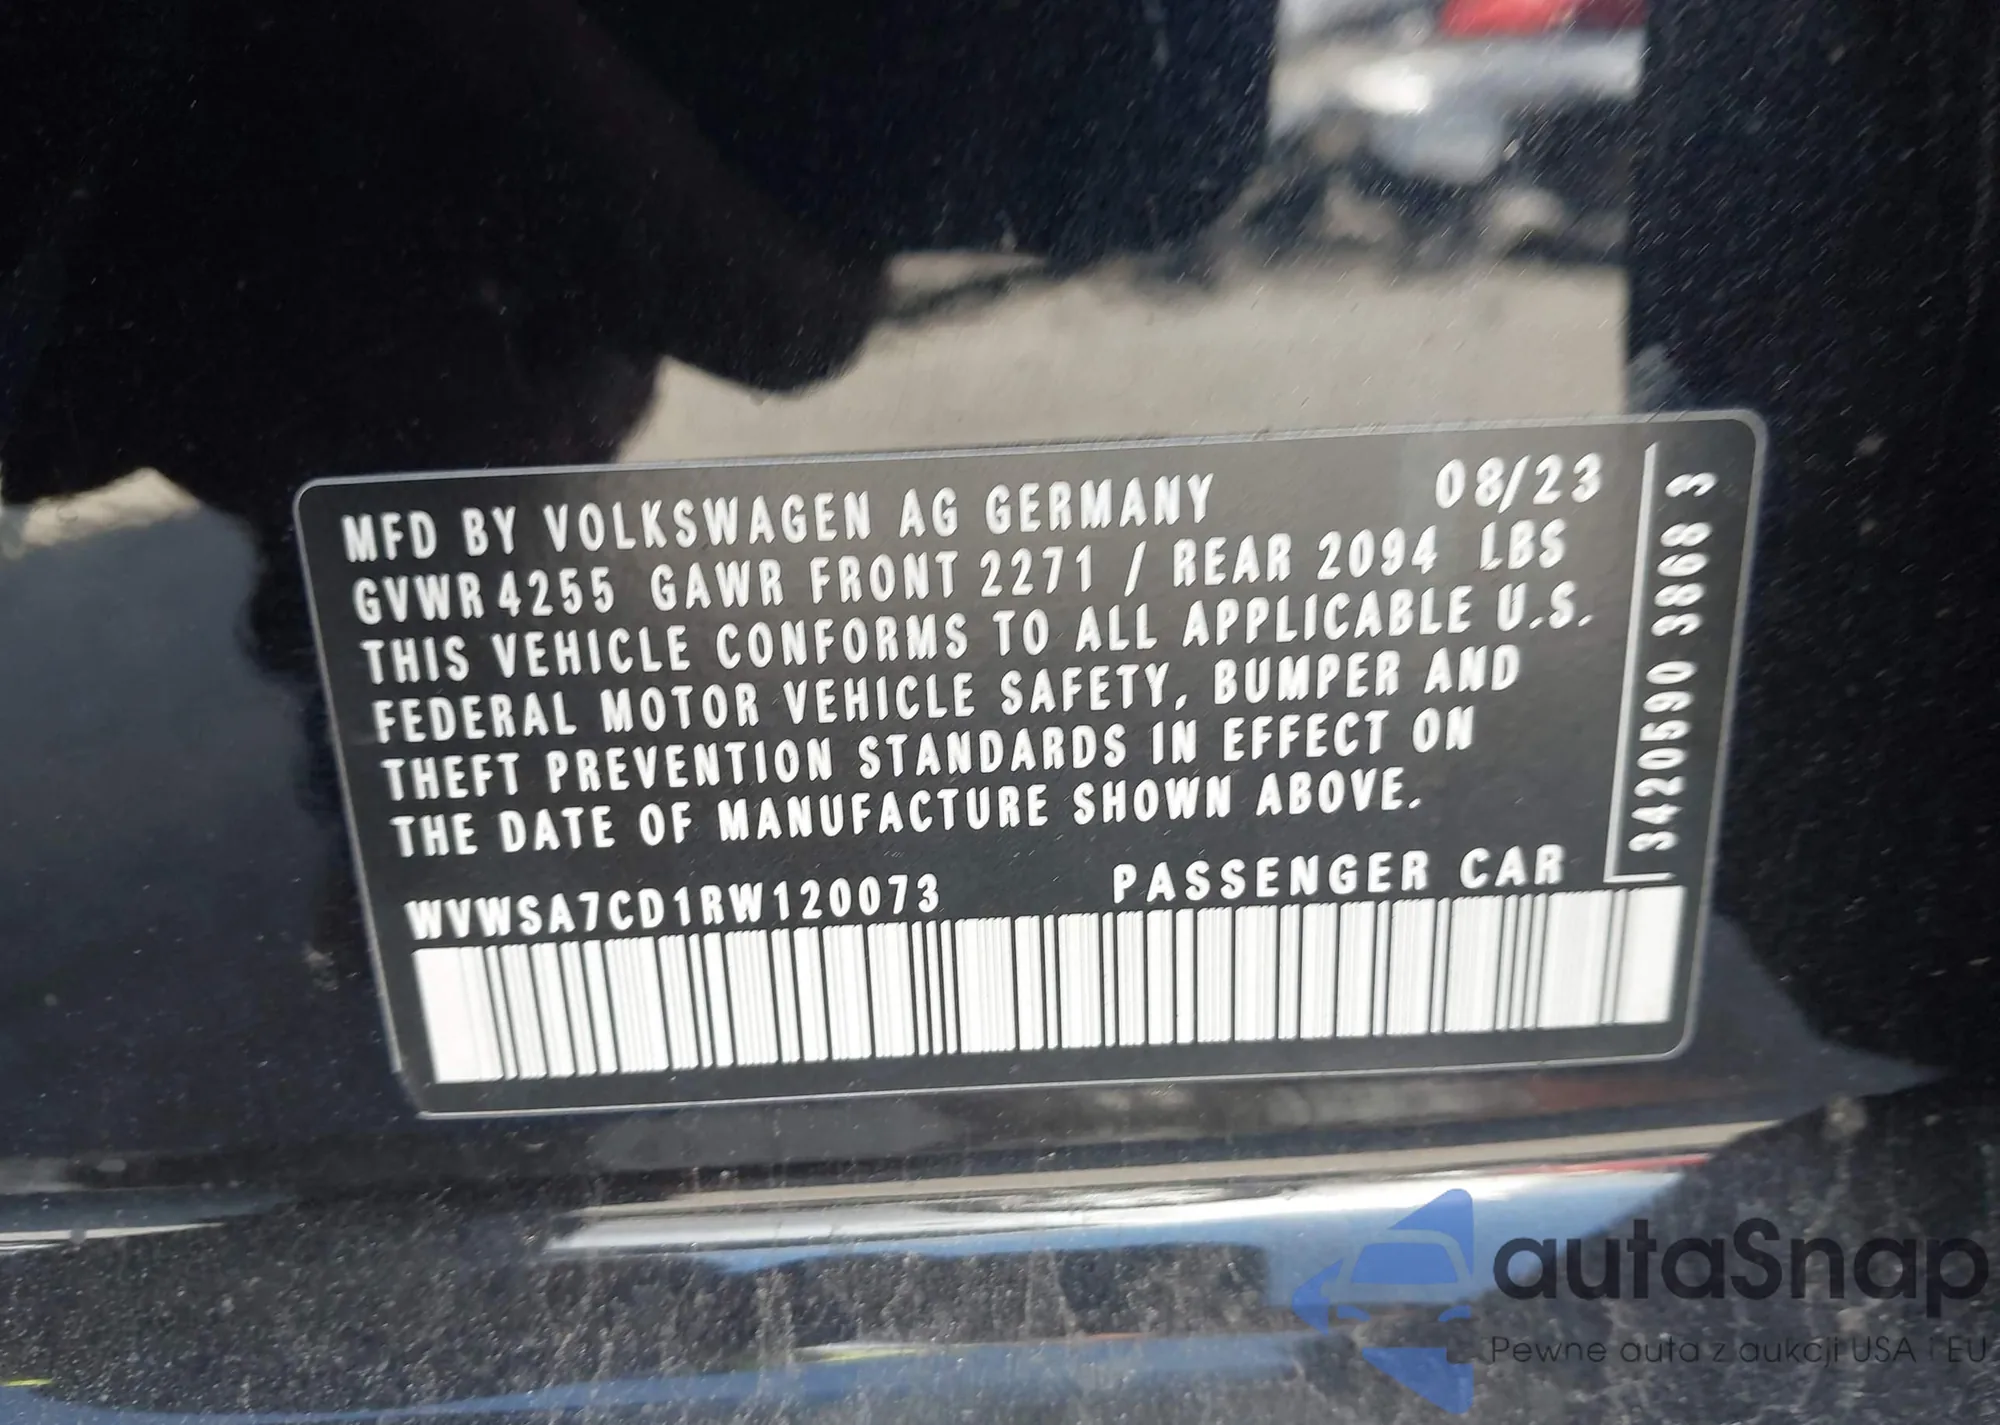 MFD BY VOLKSWAGEN AG GERMANY 08/23
GVWR 4255 GAWR FRONT 2271 / REAR 2094 LBS
THIS VEHICLE CONFORMS TO ALL APPLICABLE U.S.
FEDERAL MOTOR VEHICLE SAFETY, BUMPER AND
THEFT PREVENTION STANDARDS IN EFFECT ON
THE DATE OF MANUFACTURE SHOWN ABOVE.
WVWSA7CD1RW120073 PASSENGER CAR
3420590 3868 3
autaSnap
Pewne auta z aukcji USA i EU